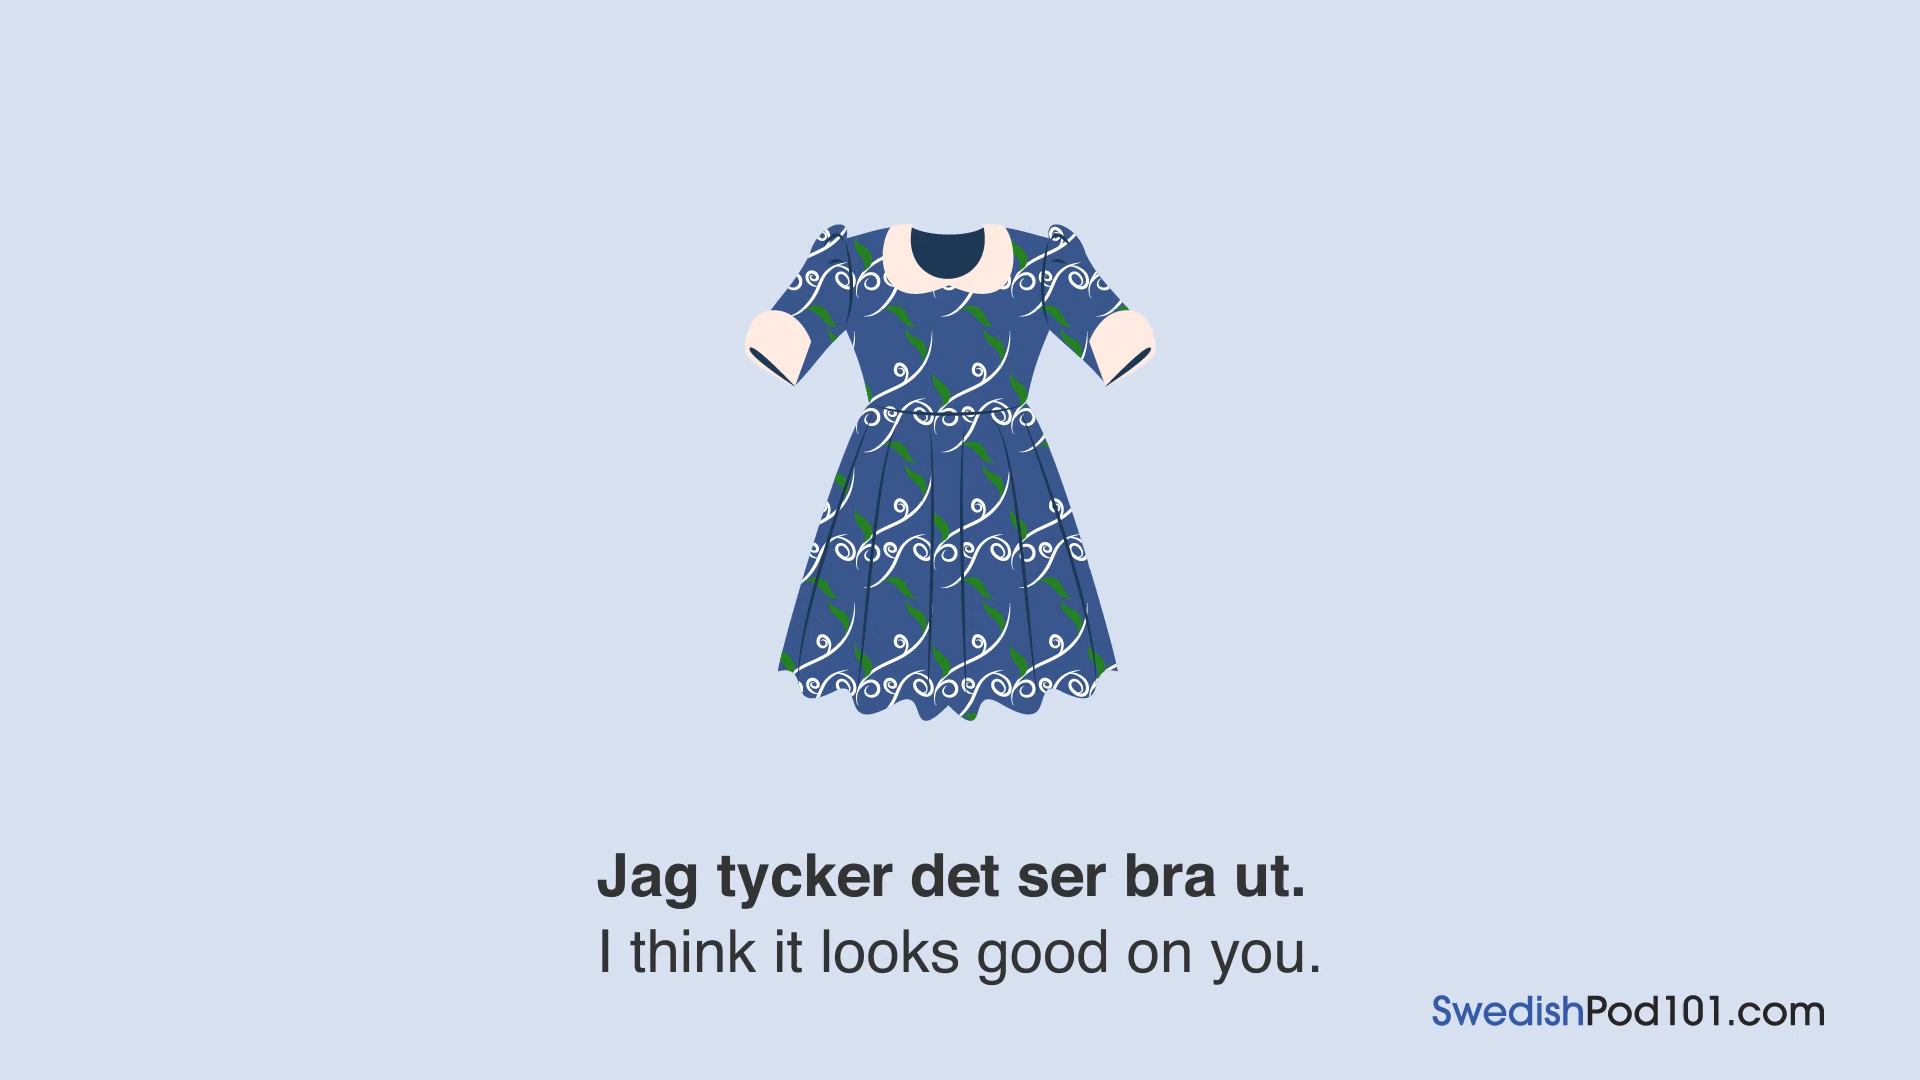 Jag tycker det ser bra ut.
I think it looks good on you.
SwedishPod101.com